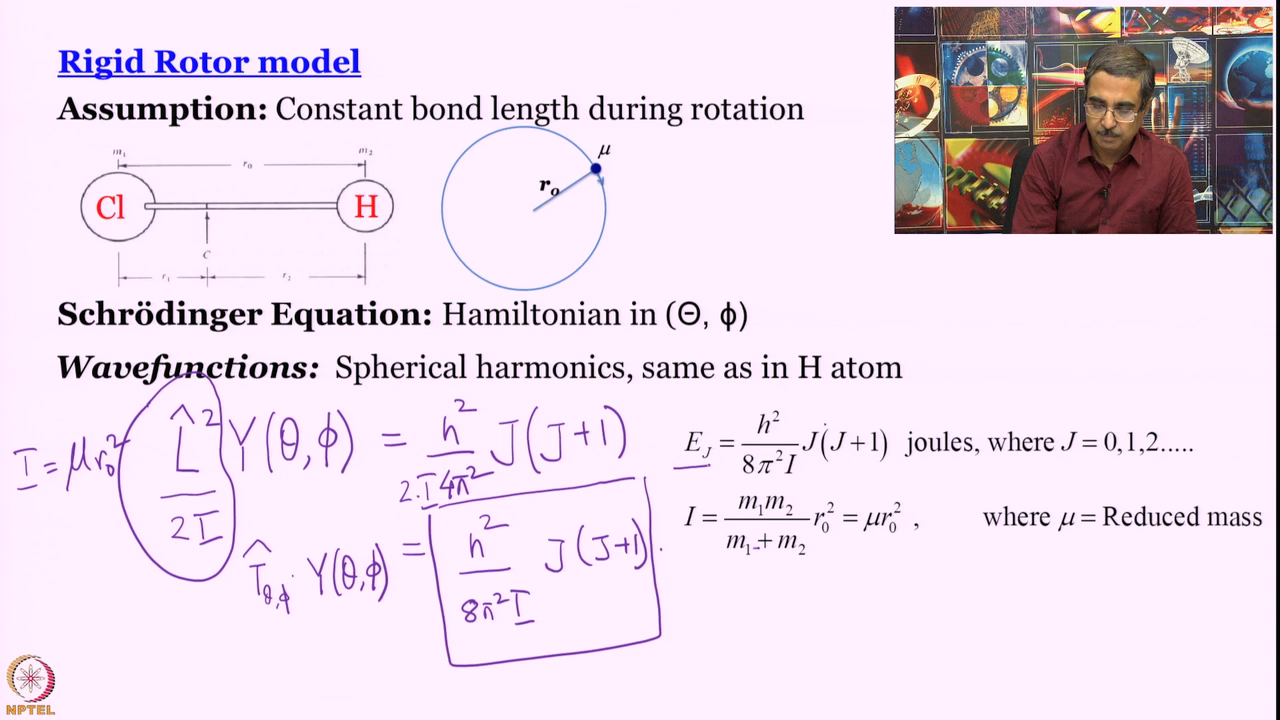 Rigid Rotor model
Assumption: Constant bond length during rotation
m₁ r₀ m₂
Cl H
C
r₁ r₂
μ
r₀
Schrödinger Equation: Hamiltonian in (Θ, ϕ)
Wavefunctions: Spherical harmonics, same as in H atom
I = μr₀² L̂²/2I Y(θ,ϕ) = h²/2.I4π² J(J+1)
T̂θ,ϕ Y(θ,ϕ) = h²/8π²I J(J+1).
E_J = h²/8π²I J(J+1) joules, where J = 0,1,2.....
I = m₁m₂/m₁+m₂ r₀² = μr₀² , where μ = Reduced mass
NPTEL